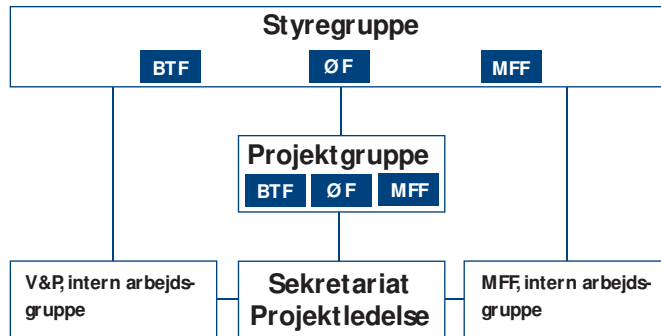 Styregruppe
BTF ØF MFF
Projektgruppe
BTF ØF MFF
V&P, intern arbejds-
gruppe
Sekretariat
Projektledelse
MFF, intern arbejds-
gruppe